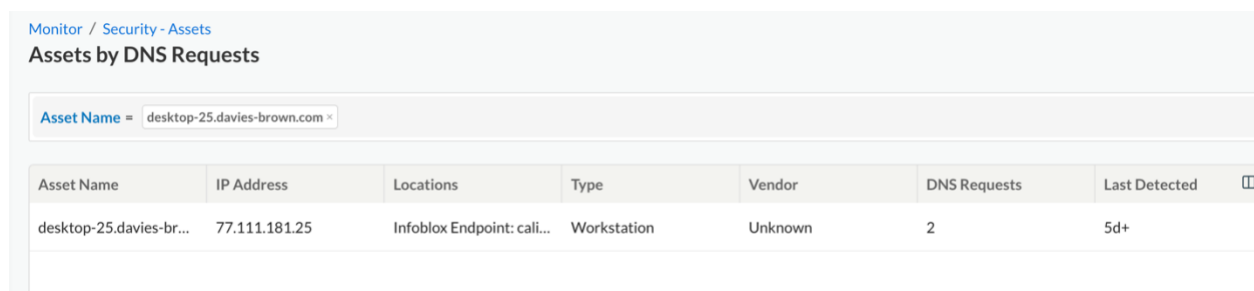 Monitor / Security - Assets
Assets by DNS Requests
Asset Name = desktop-25.davies-brown.com ×
Asset Name IP Address Locations Type Vendor DNS Requests Last Detected
desktop-25.davies-br... 77.111.181.25 Infoblox Endpoint: cali... Workstation Unknown 2 5d+